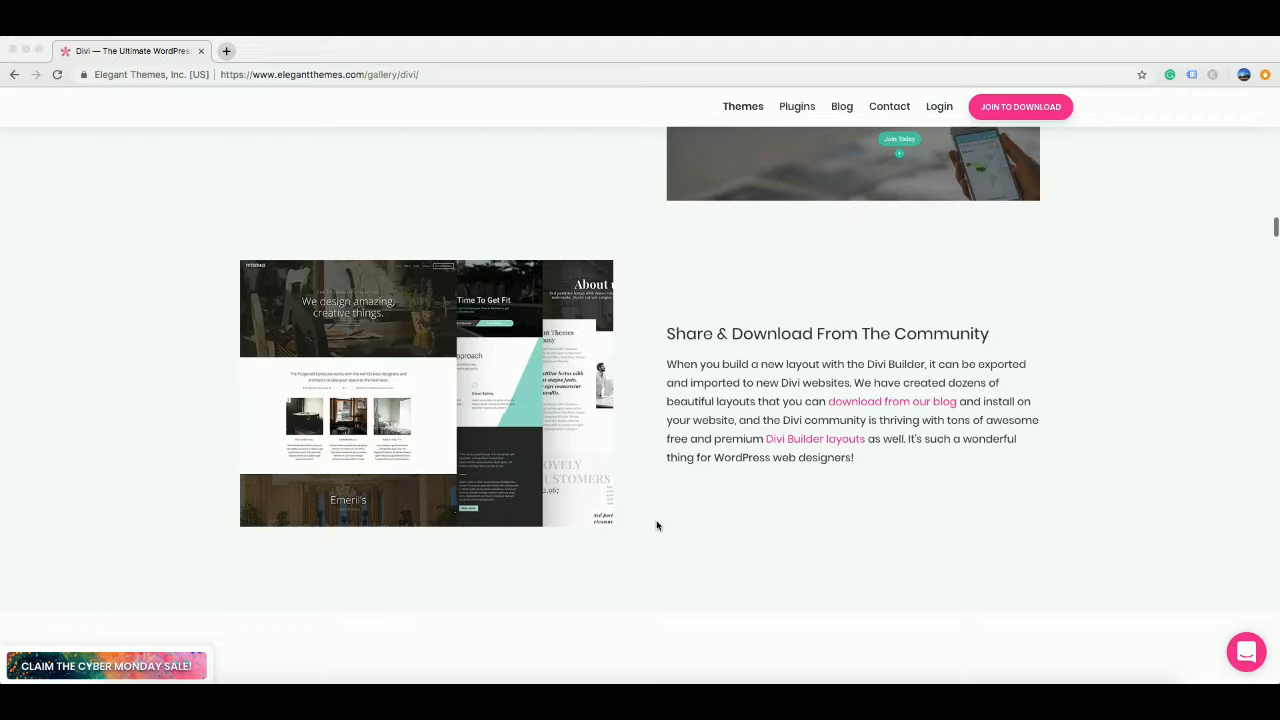 Divi — The Ultimate WordPres
Elegant Themes, Inc. [US] https://www.elegantthemes.com/gallery/divi/
Themes Plugins Blog Contact Login JOIN TO DOWNLOAD
Join Today
We design amazing,
creative things.
Time To Get Fit
About
Share & Download From The Community
When you build a new layout with the Divi Builder, it can be exported
and imported to new Divi websites. We have created dozens of
beautiful layouts that you can download from our blog and install on
your website, and the Divi community is thriving with tons of awesome
free and premium Divi Builder layouts as well. It's such a wonderful
thing for WordPress web designers!
OVELY
USTOMERS
2,967
Emeril's
CLAIM THE CYBER MONDAY SALE!